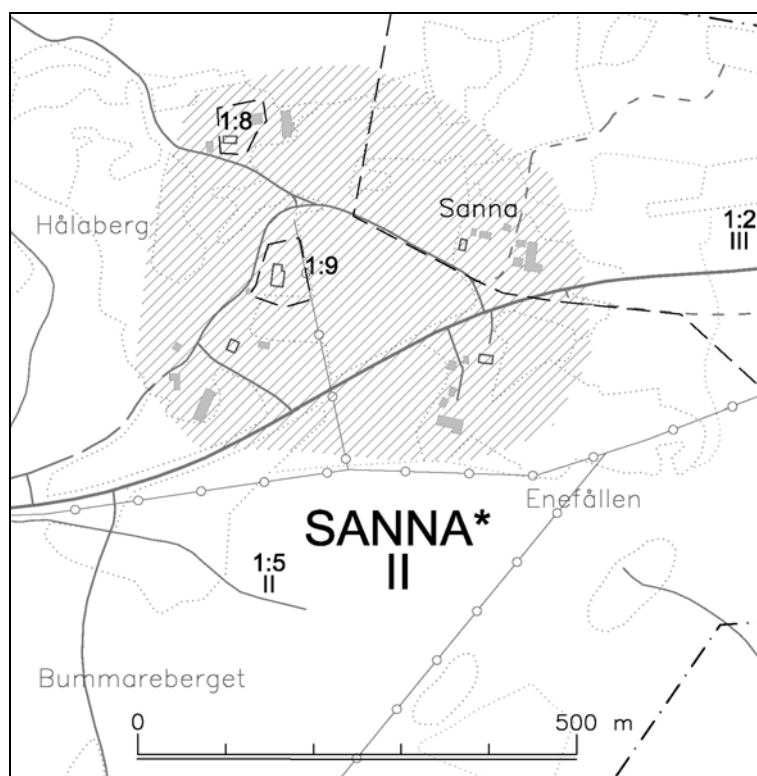 1:8
Sanna
Hålaberg
1:2
III
1:9
Enefållen
SANNA*
II
1:5
II
Bummareberget
0 500 m